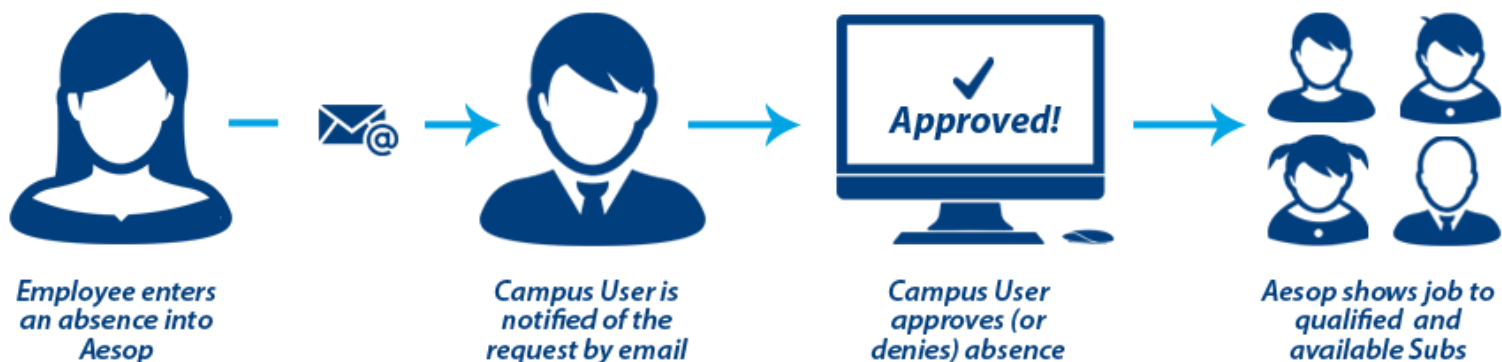 @
Approved!
Employee enters
an absence into
Aesop
Campus User is
notified of the
request by email
Campus User
approves (or
denies) absence
Aesop shows job to
qualified and
available Subs